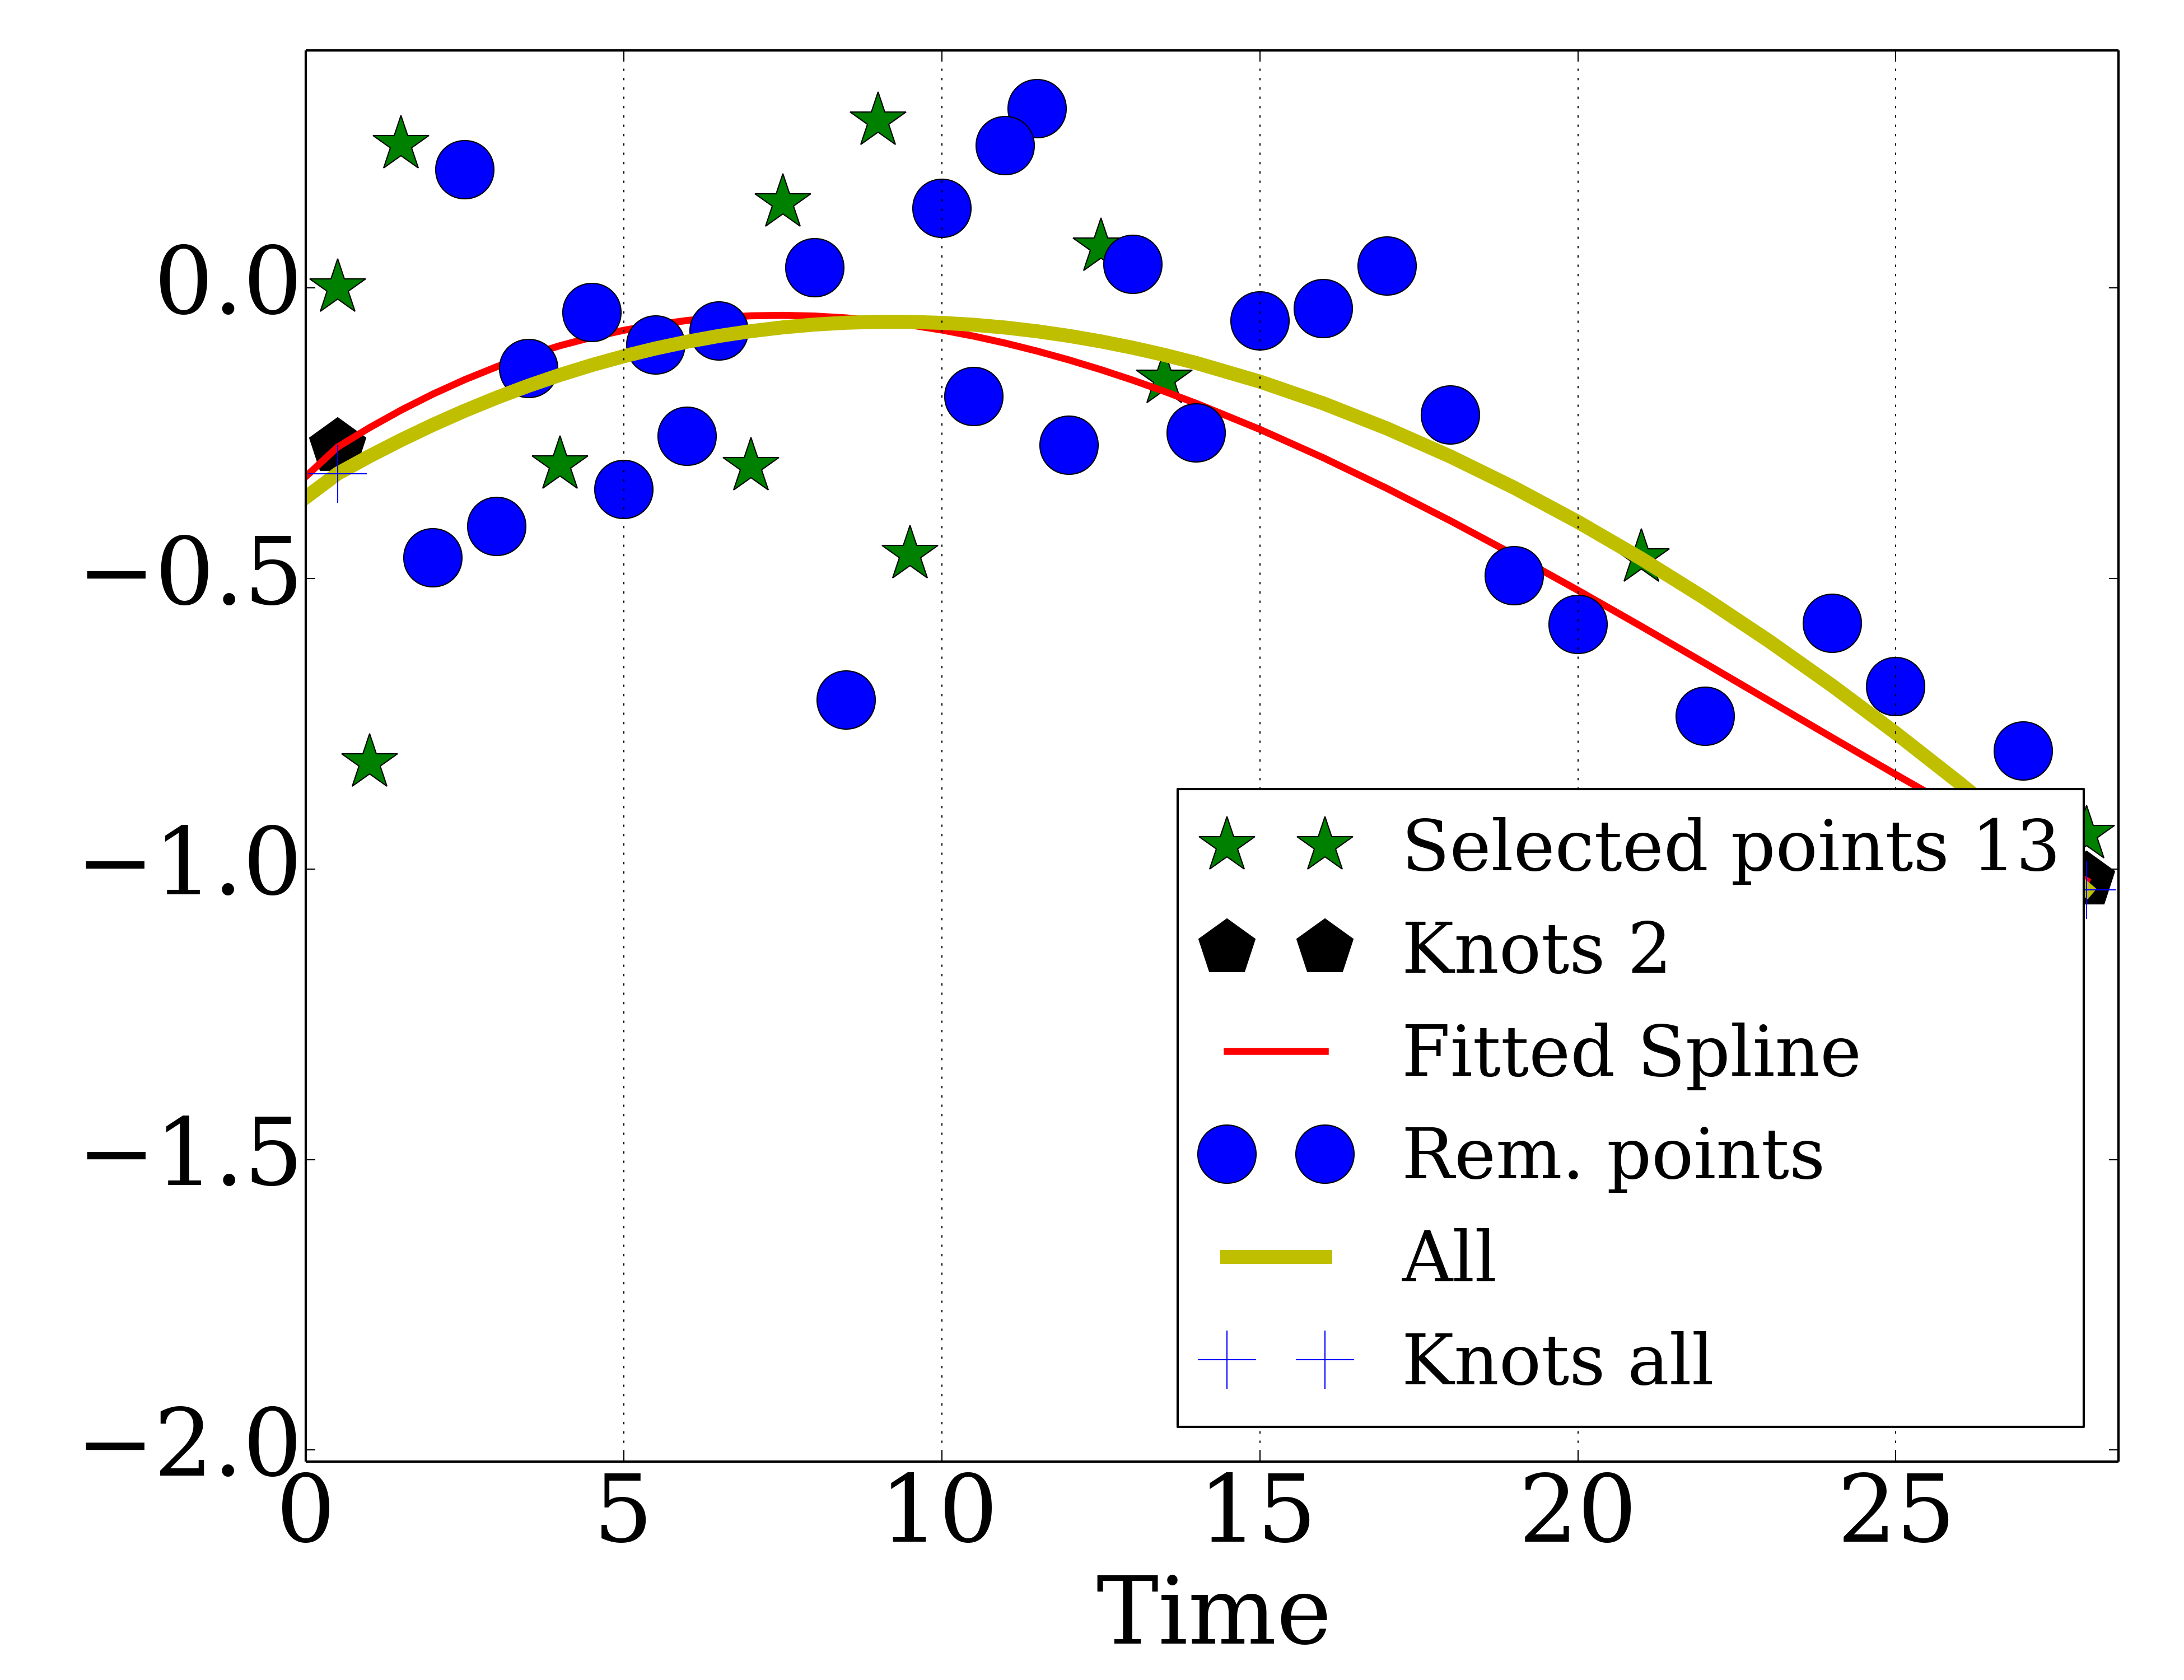 0.0
−0.5
−1.0
−1.5
−2.0
0 5 10 15 20 25
Time
Selected points 13
Knots 2
Fitted Spline
Rem. points
All
Knots all